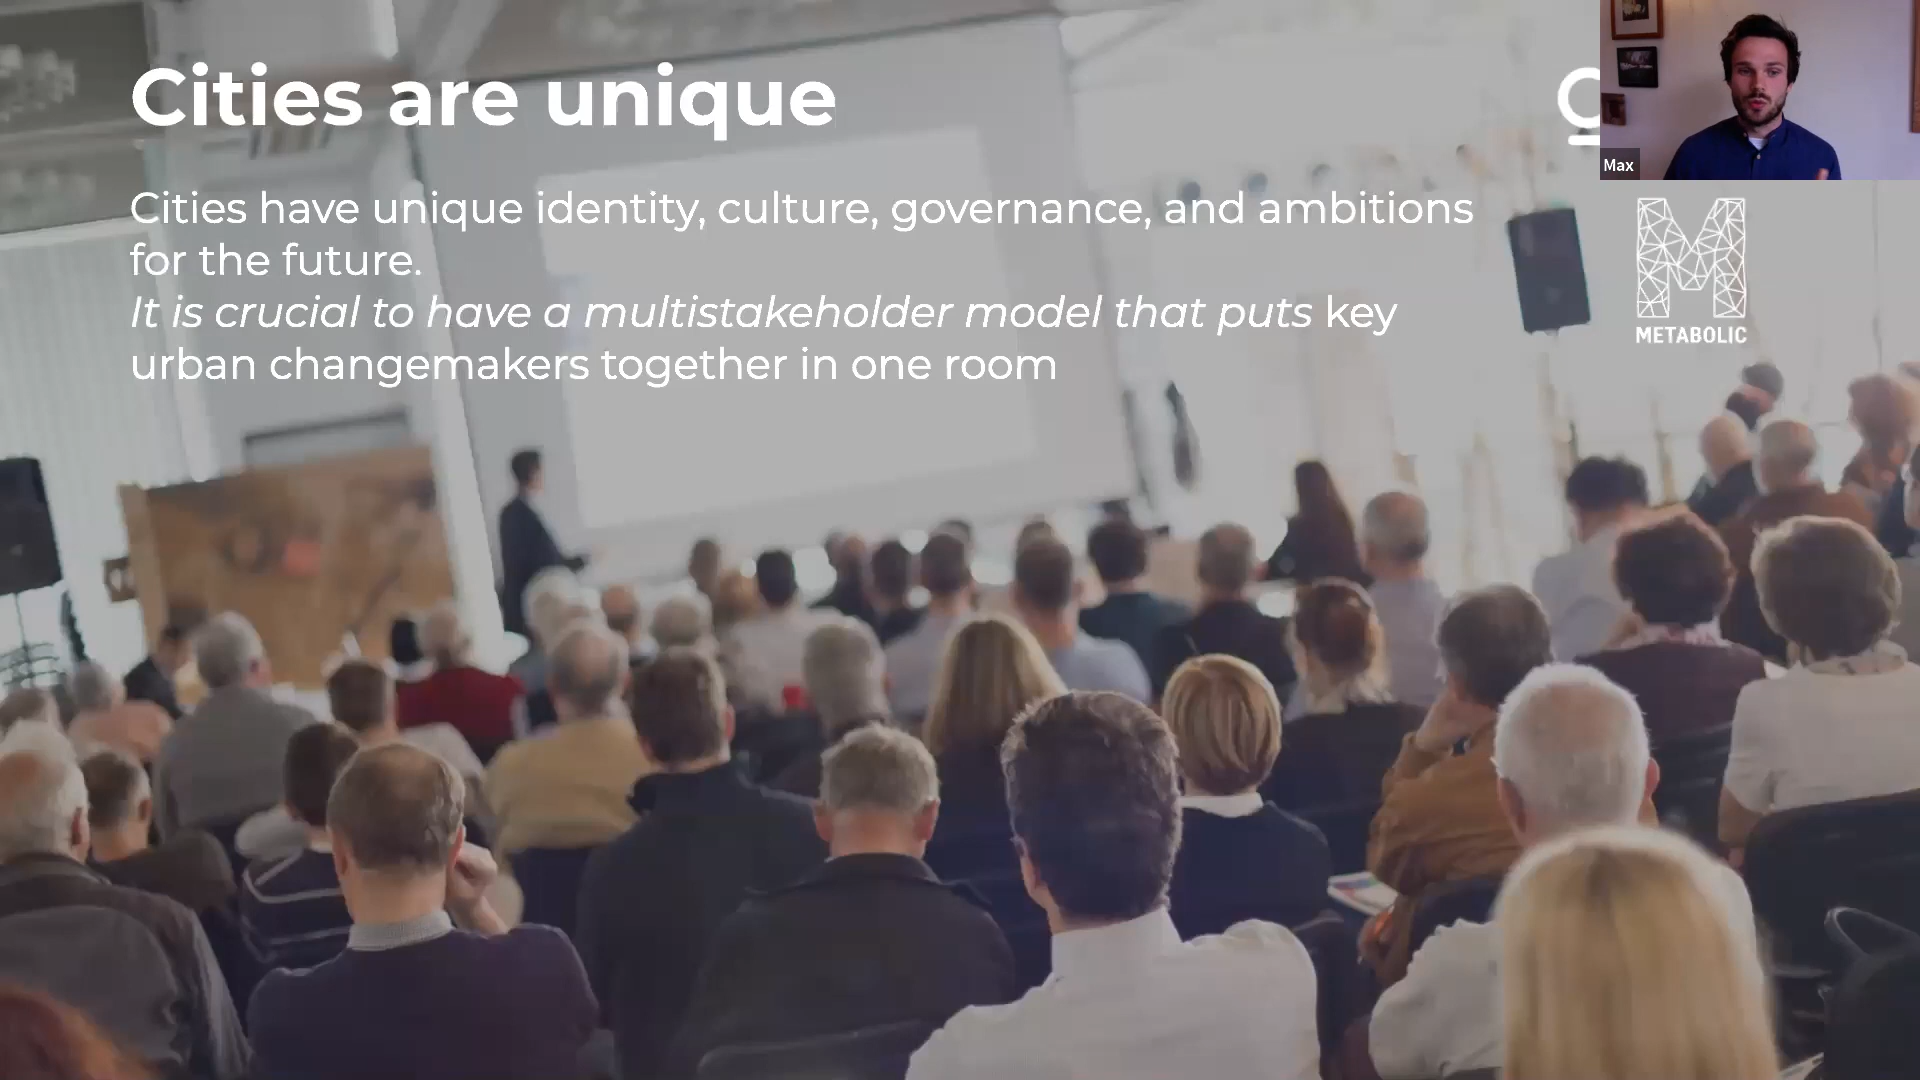 Cities are unique
Max
Cities have unique identity, culture, governance, and ambitions
for the future.
It is crucial to have a multistakeholder model that puts key
urban changemakers together in one room
METABOLIC